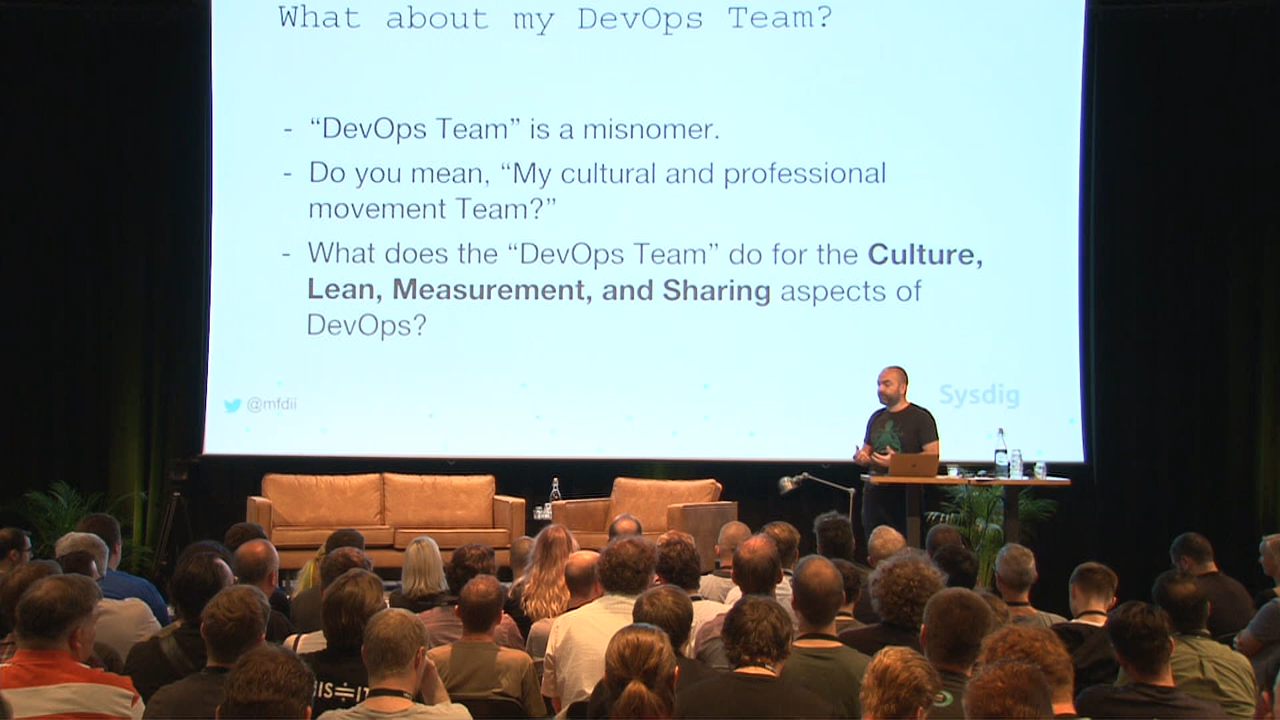 What about my DevOps Team?
- “DevOps Team” is a misnomer.
- Do you mean, “My cultural and professional
movement Team?”
- What does the “DevOps Team” do for the Culture,
Lean, Measurement, and Sharing aspects of
DevOps?
@mfdii
Sysdig